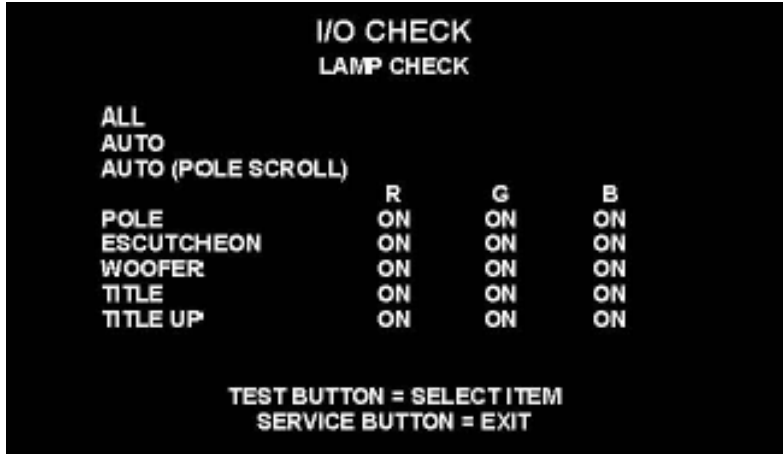 I/O CHECK
LAMP CHECK
ALL
AUTO
AUTO (POLE SCROLL)
R G B
POLE ON ON ON
ESCUTCHEON ON ON ON
WOOFER ON ON ON
TITLE ON ON ON
TITLE UP ON ON ON
TEST BUTTON = SELECT ITEM
SERVICE BUTTON = EXIT